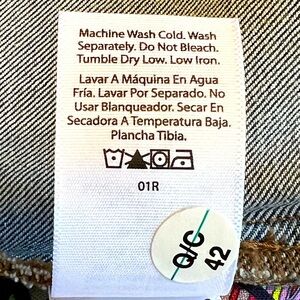 Machine Wash Cold. Wash
Separately. Do Not Bleach.
Tumble Dry Low. Low Iron.
Lavar A Máquina En Agua
Fría. Lavar Por Separado. No
Usar Blanqueador. Secar En
Secadora A Temperatura Baja.
Plancha Tibia.
01R
Q/C
42